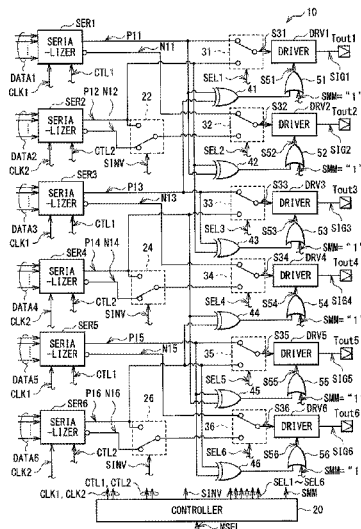 10
SER1
SERIA
-LIZER
P11
N11
31
S31
DRV1
DRIVER
Tout1
DATA1
CLK1
CTL1
SEL1
41
S51
51
SIG1
SMM="1"
SER2
SERIA
-LIZER
P12 N12
22
32
S32
DRV2
DRIVER
Tout2
DATA2
CLK2
CTL2
SINV
SEL2
42
S52
52
SIG2
SMM="1"
SER3
SERIA
-LIZER
P13
N13
33
S33
DRV3
DRIVER
Tout3
DATA3
CLK1
CTL1
SEL3
43
S53
53
SIG3
SMM="1"
SER4
SERIA
-LIZER
P14 N14
24
34
S34
DRV4
DRIVER
Tout4
DATA4
CLK2
CTL2
SINV
SEL4
44
S54
54
SIG4
SMM="1"
SER5
SERIA
-LIZER
P15
N15
35
S35
DRV5
DRIVER
Tout5
DATA5
CLK1
CTL1
SEL5
45
S55
55
SIG5
SMM="1"
SER6
SERIA
-LIZER
P16 N16
26
36
S36
DRV6
DRIVER
Tout6
DATA6
CLK2
CTL2
SINV
SEL6
46
S56
56
SIG6
SMM="1"
CLK1, CLK2
CTL1, CTL2
SINV
SEL1~SEL6
SMM
CONTROLLER
20
MSEL